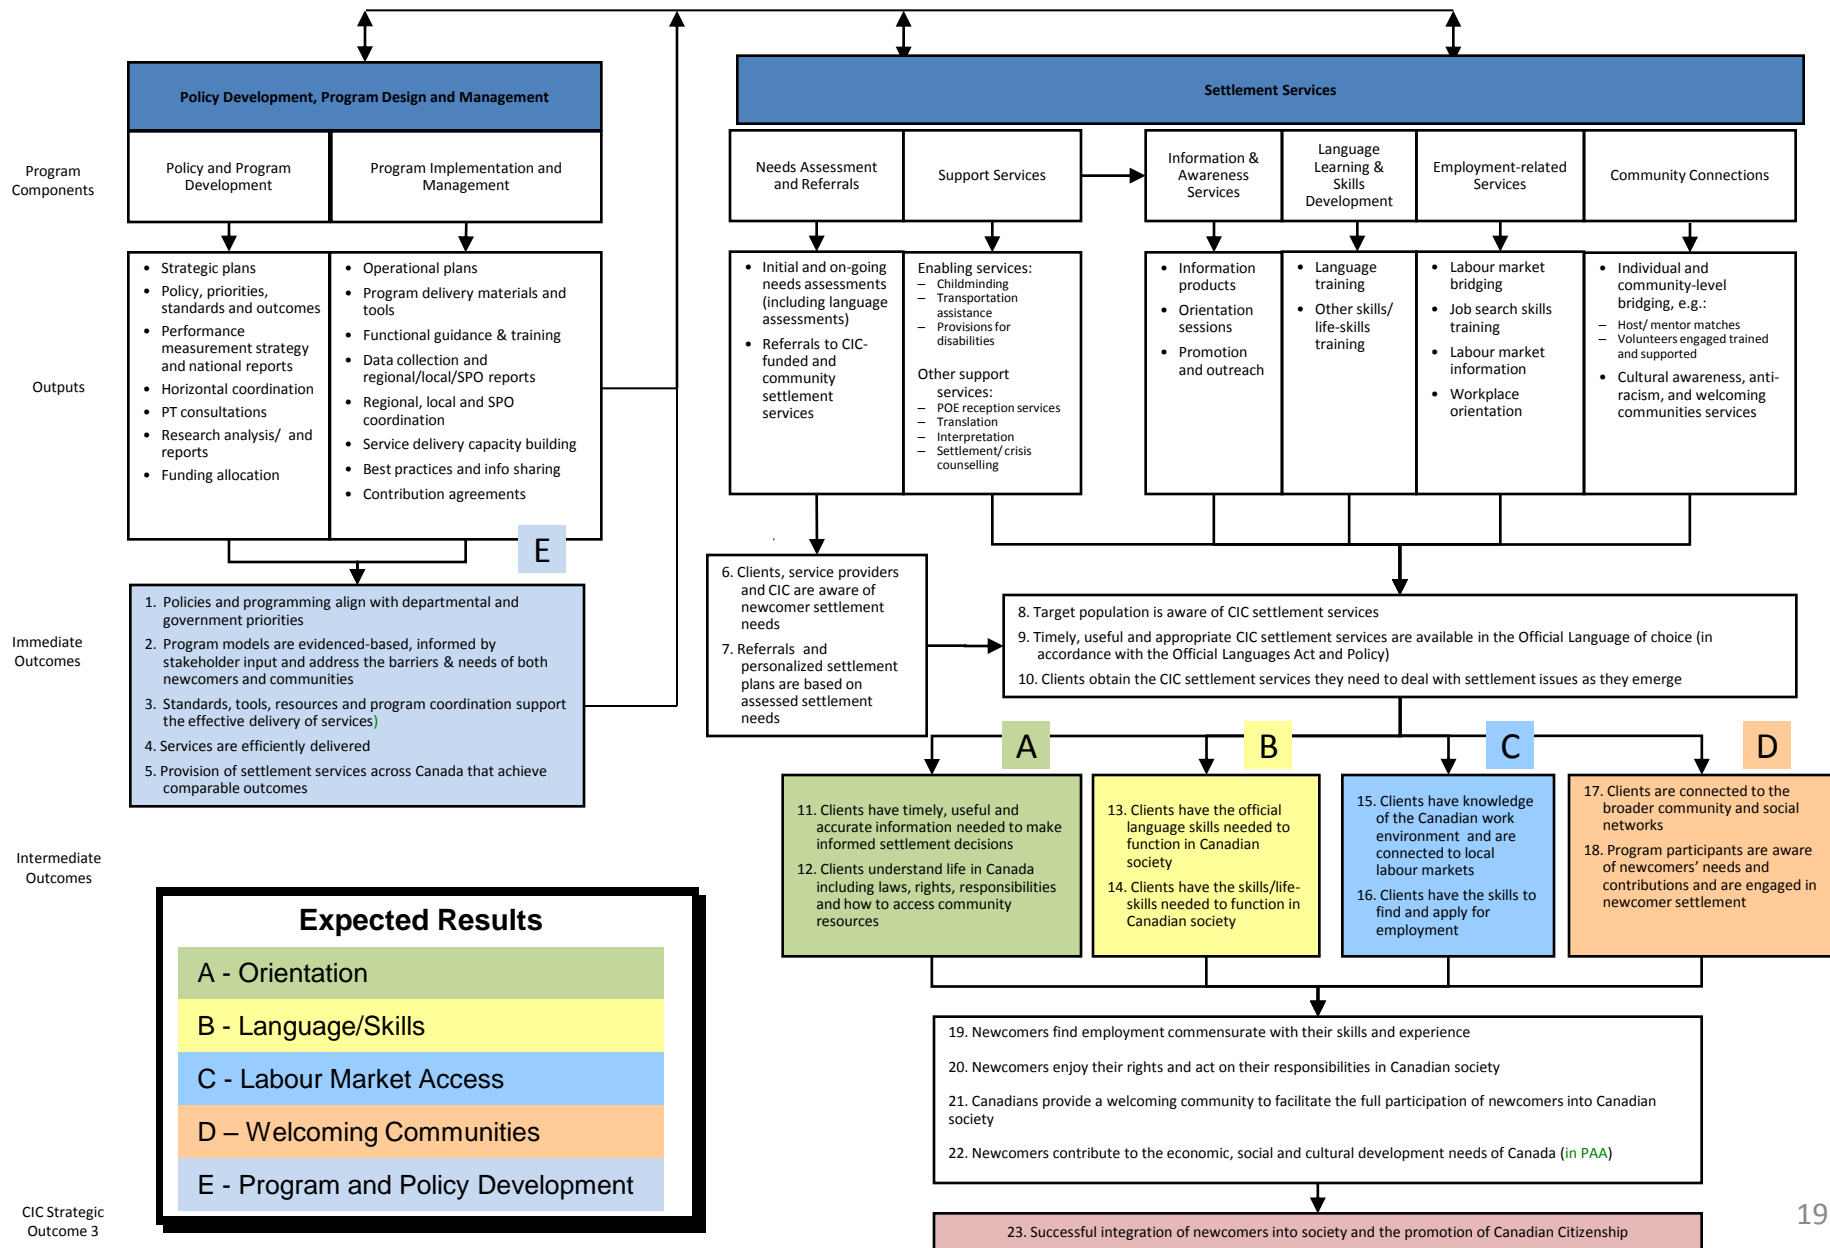 Policy Development, Program Design and Management
Settlement Services
Program
Components
Policy and Program
Development
Program Implementation and
Management
Needs Assessment
and Referrals
Support Services
Information &
Awareness
Services
Language
Learning &
Skills
Development
Employment-related
Services
Community Connections
Outputs
• Strategic plans
• Policy, priorities,
standards and outcomes
• Performance
measurement strategy
and national reports
• Horizontal coordination
• PT consultations
• Research analysis/ and
reports
• Funding allocation
• Operational plans
• Program delivery materials and
tools
• Functional guidance & training
• Data collection and
regional/local/SPO reports
• Regional, local and SPO
coordination
• Service delivery capacity building
• Best practices and info sharing
• Contribution agreements
• Initial and on-going
needs assessments
(including language
assessments)
• Referrals to CIC-
funded and
community
settlement
services
Enabling services:
– Childminding
– Transportation
assistance
– Provisions for
disabilities
Other support
services:
– POE reception services
– Translation
– Interpretation
– Settlement/ crisis
counselling
• Information
products
• Orientation
sessions
• Promotion
and outreach
• Language
training
• Other skills/
life-skills
training
• Labour market
bridging
• Job search skills
training
• Labour market
information
• Workplace
orientation
• Individual and
community-level
bridging, e.g.:
– Host/ mentor matches
– Volunteers engaged trained
and supported
• Cultural awareness, anti-
racism, and welcoming
communities services
E
Immediate
Outcomes
1. Policies and programming align with departmental and
government priorities
2. Program models are evidenced-based, informed by
stakeholder input and address the barriers & needs of both
newcomers and communities
3. Standards, tools, resources and program coordination support
the effective delivery of services)
4. Services are efficiently delivered
5. Provision of settlement services across Canada that achieve
comparable outcomes
6. Clients, service providers
and CIC are aware of
newcomer settlement
needs
7. Referrals and
personalized settlement
plans are based on
assessed settlement
needs
8. Target population is aware of CIC settlement services
9. Timely, useful and appropriate CIC settlement services are available in the Official Language of choice (in
accordance with the Official Languages Act and Policy)
10. Clients obtain the CIC settlement services they need to deal with settlement issues as they emerge
A
B
C
D
Intermediate
Outcomes
11. Clients have timely, useful and
accurate information needed to make
informed settlement decisions
12. Clients understand life in Canada
including laws, rights, responsibilities
and how to access community
resources
13. Clients have the official
language skills needed to
function in Canadian
society
14. Clients have the skills/life-
skills needed to function in
Canadian society
15. Clients have knowledge
of the Canadian work
environment and are
connected to local
labour markets
16. Clients have the skills to
find and apply for
employment
17. Clients are connected to the
broader community and social
networks
18. Program participants are aware
of newcomers’ needs and
contributions and are engaged in
newcomer settlement
Expected Results
A - Orientation
B - Language/Skills
C - Labour Market Access
D – Welcoming Communities
E - Program and Policy Development
19. Newcomers find employment commensurate with their skills and experience
20. Newcomers enjoy their rights and act on their responsibilities in Canadian society
21. Canadians provide a welcoming community to facilitate the full participation of newcomers into Canadian
society
22. Newcomers contribute to the economic, social and cultural development needs of Canada (in PAA)
CIC Strategic
Outcome 3
23. Successful integration of newcomers into society and the promotion of Canadian Citizenship
19